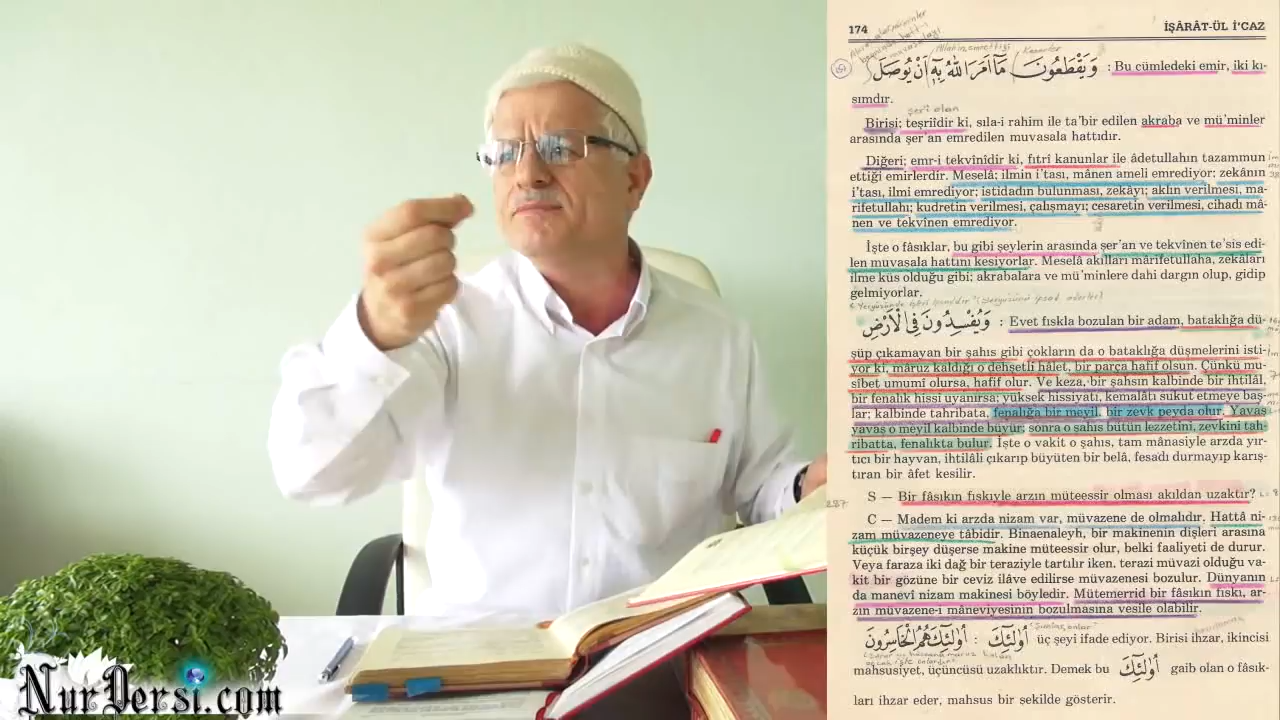 174 İŞÂRÂT-ÜL İ'CAZ
وَيَقْطَعُونَ مَٓا اَمَرَ اللّٰهُ بِهٖٓ اَنْ يُوصَلَ : Bu cümledeki emir, iki kı-
sımdır.
şer'î olan
Birisi; teşriîdir ki, sıla-i rahim ile ta'bir edilen akraba ve mü'minler
arasında şer'an emredilen muvasala hattıdır.
Diğeri; emr-i tekvînîdir ki, fıtrî kanunlar ile âdetullahın tazammun
ettiği emirlerdir. Meselâ; ilmin i'tası, mânen ameli emrediyor; zekânın
i'tası, ilmi emrediyor; istidadın bulunması, zekâyı; aklın verilmesi, ma-
rifetullahı; kudretin verilmesi, çalışmayı; cesaretin verilmesi, cihadı mâ-
nen ve tekvînen emrediyor.
İşte o fâsıklar, bu gibi şeylerin arasında şer'an ve tekvînen te'sis edi-
len muvasala hattını kesiyorlar. Meselâ akılları mârifetullaha, zekâları
ilme küs olduğu gibi; akrabalara ve mü'minlere dahi dargın olup, gidip
gelmiyorlar.
وَيُفْسِدُونَ فِى الْاَرْضِ : Evet fıskla bozulan bir adam, bataklığa dü-
şüp çıkamayan bir şahıs gibi çokların da o bataklığa düşmelerini isti-
yor ki, mâruz kaldığı o dehşetli hâlet, bir parça hafif olsun. Çünkü mu-
sîbet umumî olursa, hafif olur. Ve keza, bir şahsın kalbinde bir ihtilâl,
bir fenalık hissi uyanırsa; yüksek hissiyatı, kemalâtı sukut etmeye baş-
lar; kalbinde tahribata, fenalığa bir meyil, bir zevk peyda olur. Yavaş
yavaş o meyil kalbinde büyür; sonra o şahıs bütün lezzetini, zevkini tah-
ribatta, fenalıkta bulur. İşte o vakit o şahıs, tam mânasiyle arzda yır-
tıcı bir hayvan, ihtilâli çıkarıp büyüten bir belâ, fesadı durmayıp karış-
tıran bir âfet kesilir.
S — Bir fâsıkın fıskıyle arzın müteessir olması akıldan uzaktır?
287
C — Madem ki arzda nizam var, müvazene de olmalıdır. Hattâ ni-
zam müvazeneye tâbidir. Binaenaleyh, bir makinenin dişleri arasına
küçük birşey düşerse makine müteessir olur, belki faaliyeti de durur.
Veya faraza iki dağ bir teraziyle tartılır iken, terazi müvazi olduğu va-
kit bir gözüne bir ceviz ilâve edilirse müvazenesi bozulur. Dünyanın
da manevî nizam makinesi böyledir. Mütemerrid bir fâsıkın fıskı, ar-
zın müvazene-i mâneviyesinin bozulmasına vesile olabilir.
اُولٰٓئِكَ هُمُ الْخَاسِرُونَ : اُولٰٓئِكَ üç şeyi ifade ediyor. Birisi ihzar, ikincisi
mahsusiyet, üçüncüsü uzaklıktır. Demek bu اُولٰٓئِكَ gaib olan o fâsık-
ları ihzar eder, mahsus bir şekilde gösterir.
NurDersi.com